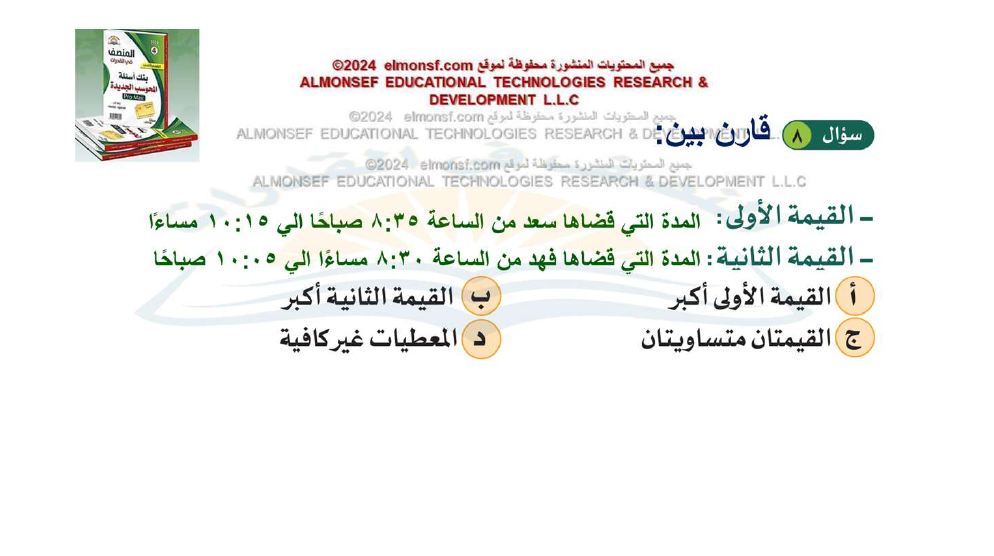 المنصف
في القدرات
بنك أسئلة
المحوسب الجديدة
جميع المحتويات المنشورة محفوظة لموقع elmonsf.com ©2024
ALMONSEF EDUCATIONAL TECHNOLOGIES RESEARCH &
DEVELOPMENT L.L.C
جميع المحتويات المنشورة محفوظة لموقع elmonsf.com ©2024
ALMONSEF EDUCATIONAL TECHNOLOGIES RESEARCH & DEVELOPMENT L.L.C
سؤال ٨ قارن بين:
جميع المحتويات المنشورة محفوظة لموقع elmonsf.com ©2024
ALMONSEF EDUCATIONAL TECHNOLOGIES RESEARCH & DEVELOPMENT L.L.C
– القيمة الأولى: المدة التي قضاها سعد من الساعة ٨:٣٥ صباحًا الي ١٠:١٥ مساءًا
– القيمة الثانية: المدة التي قضاها فهد من الساعة ٨:٣٠ مساءًا الي ١٠:٠٥ صباحًا
أ القيمة الأولى أكبر ب القيمة الثانية أكبر
ج القيمتان متساويتان د المعطيات غير كافية